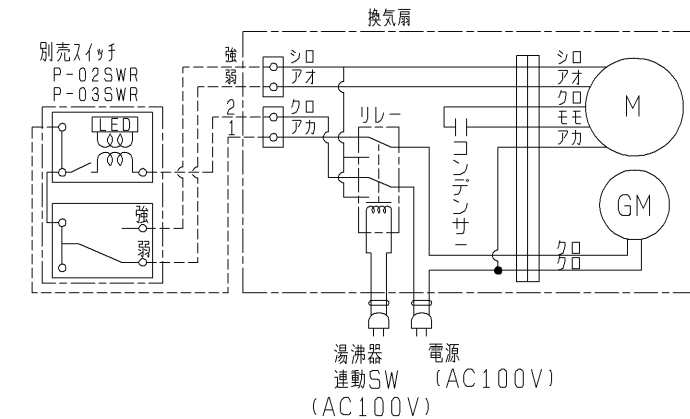 換気扇
別売スイッチ
P-02SWR
P-03SWR
LED
強
弱
強
弱
2
1
シロ
アオ
クロ
アカ
リレー
コンデンサー
シロ
アオ
クロ
モモ
アカ
M
GM
クロ
クロ
湯沸器
連動SW
(AC100V)
電源
(AC100V)